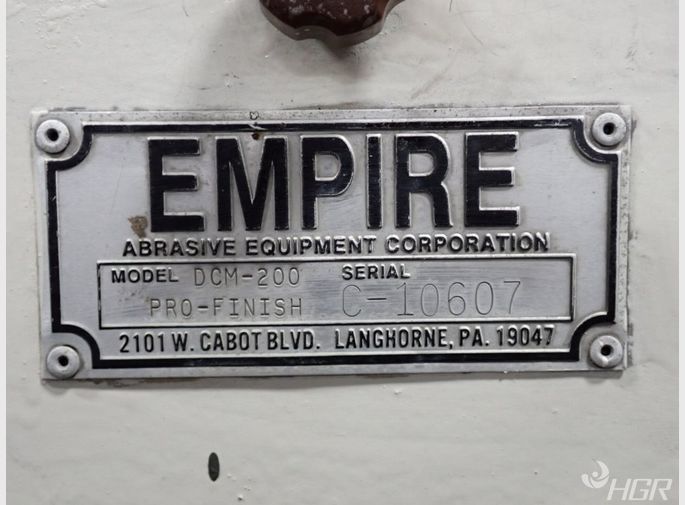 EMPIRE
ABRASIVE EQUIPMENT CORPORATION
MODEL DCM-200 SERIAL
PRO-FINISH C-10607
2101 W. CABOT BLVD. LANGHORNE, PA. 19047
HGR